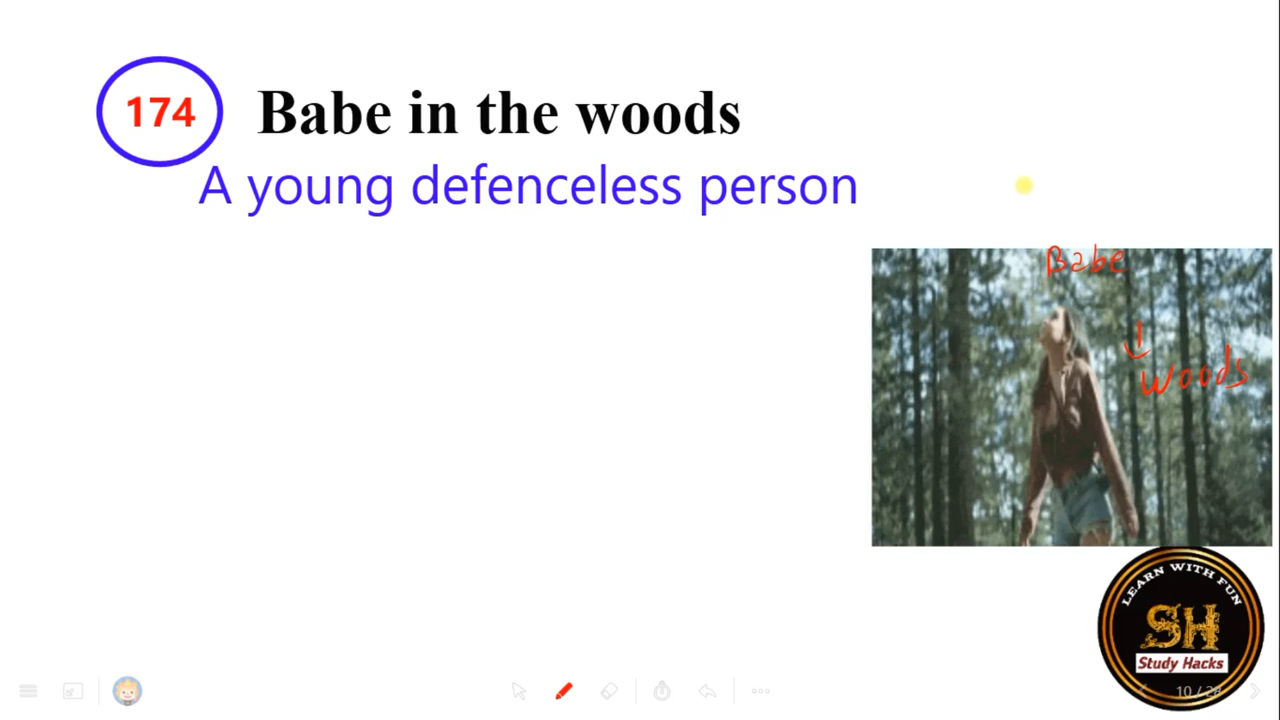 174
Babe in the woods
A young defenceless person
Babe
Woods
LEARN WITH FUN
SH
Study Hacks